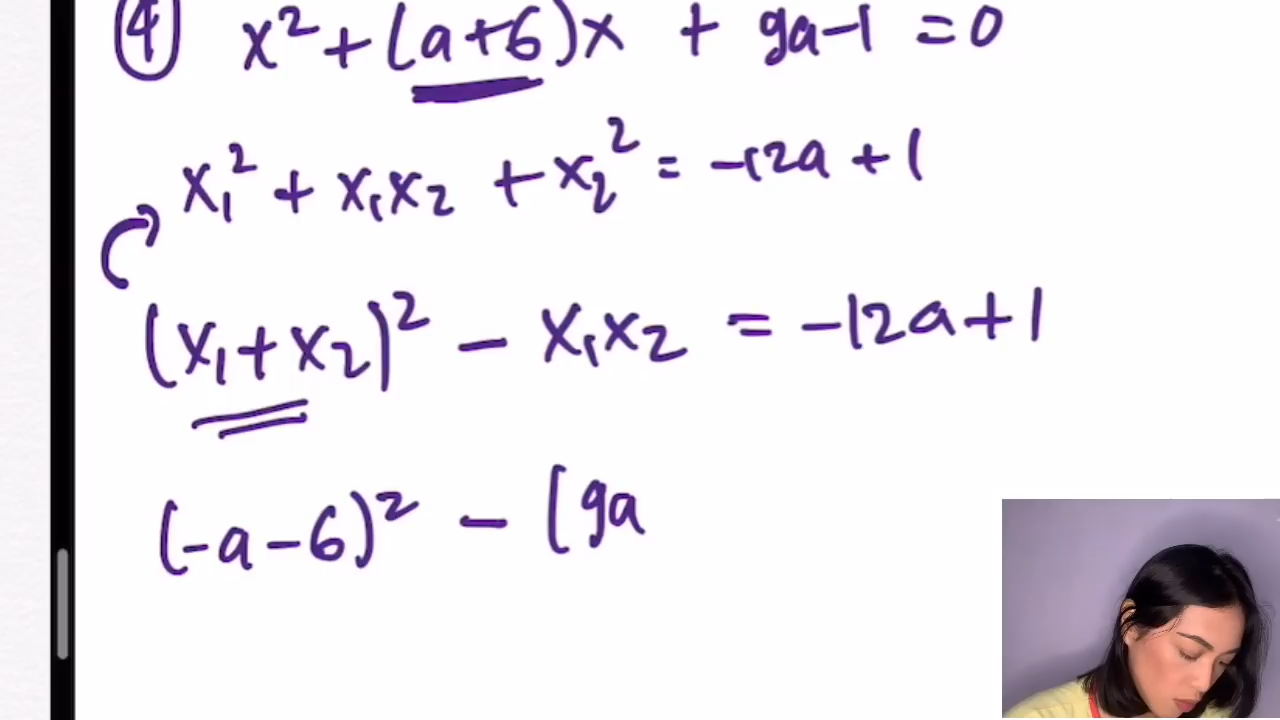 ④ x² + (a+6)x + 9a-1 = 0
x₁² + x₁x₂ + x₂² = -12a + 1
(x₁+x₂)² - x₁x₂ = -12a+1
(-a-6)² - (9a